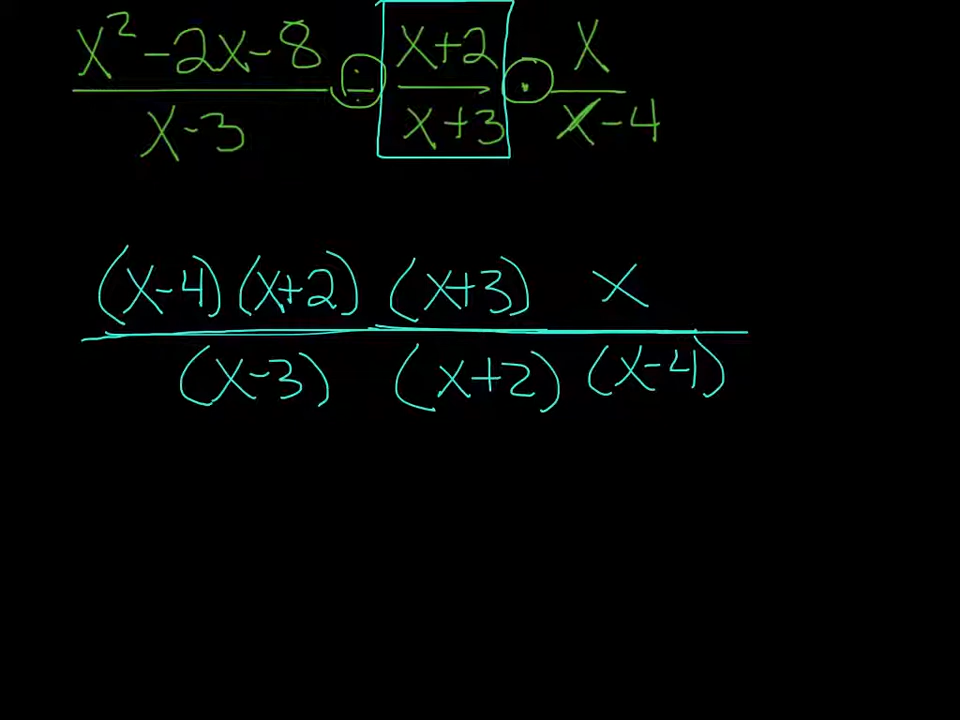 x² - 2x - 8 ÷ x+2 · x
x-3 x+3 x-4
(x-4)(x+2) (x+3) x
(x-3) (x+2) (x-4)